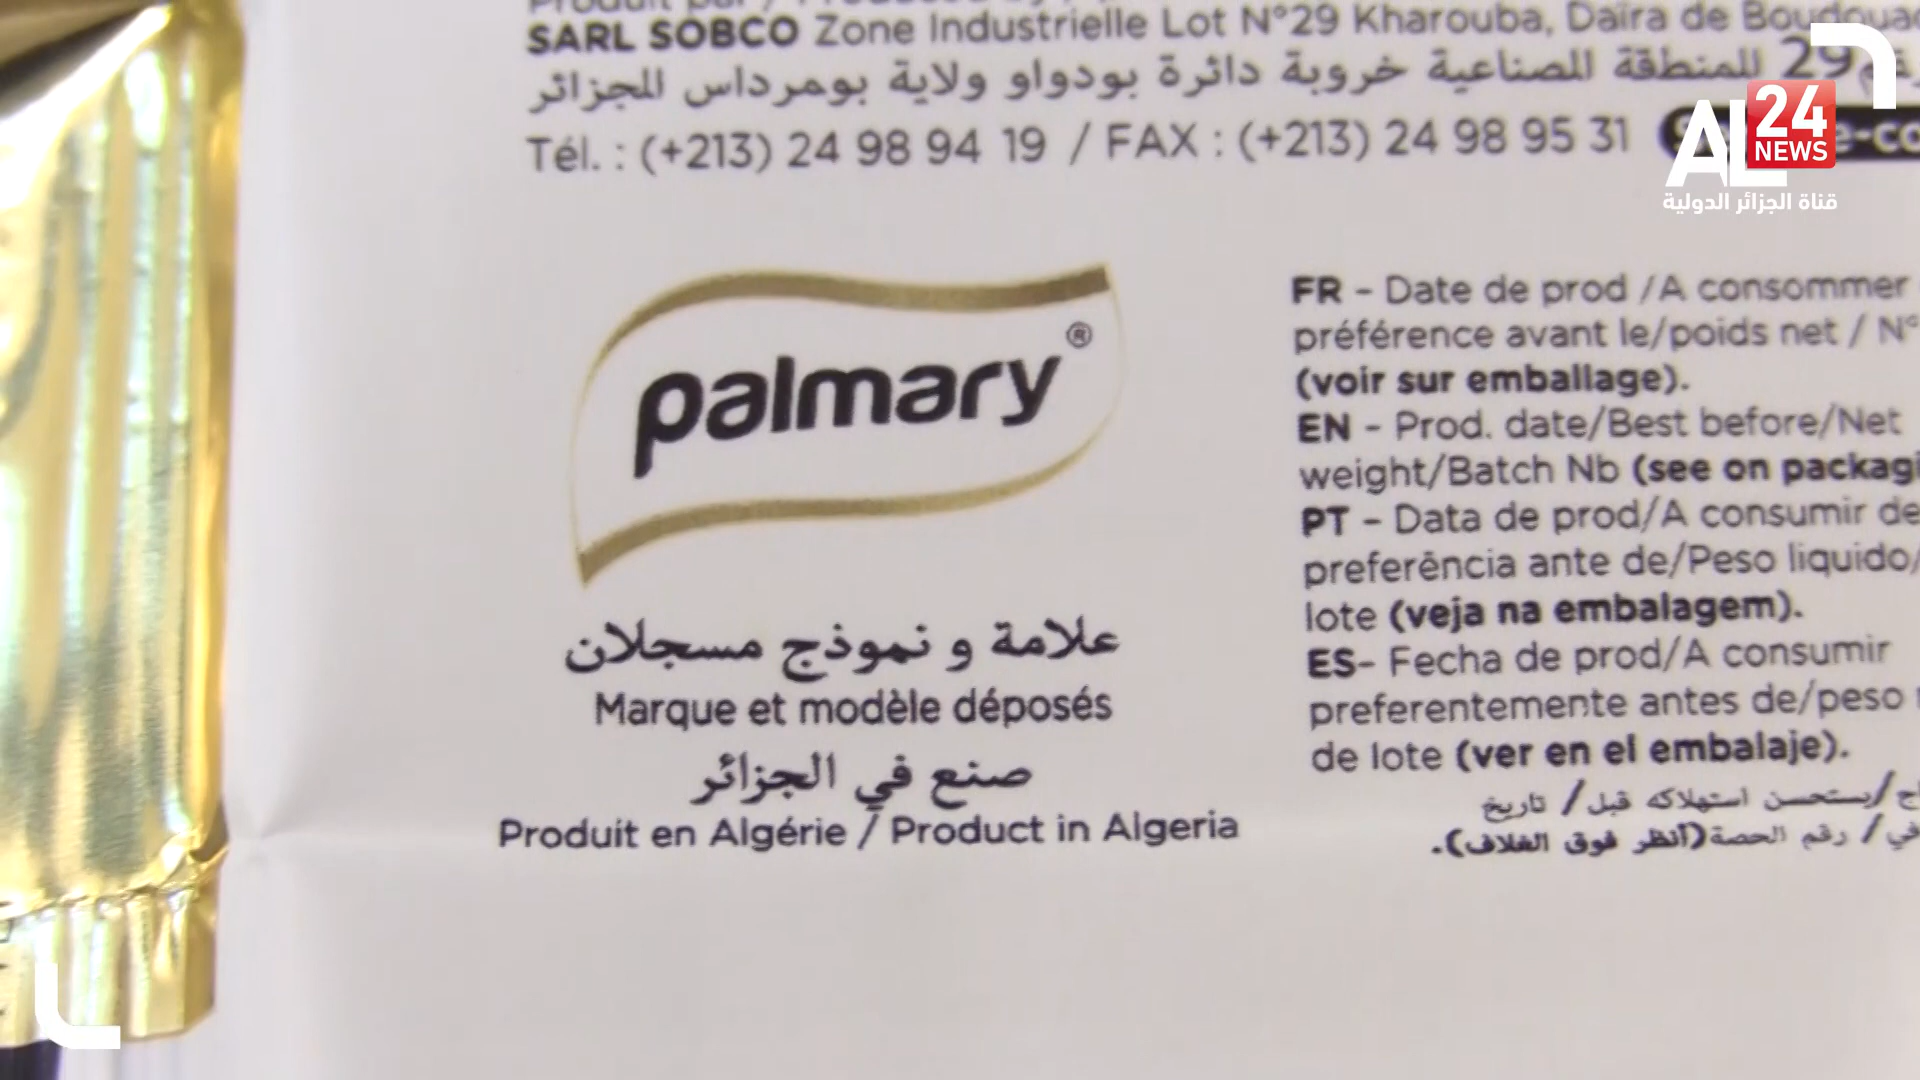 SARL SOBCO Zone Industrielle Lot N°29 Kharouba, Daïra de
29 للمنطقة الصناعية خروبة دائرة بودواو ولاية بومرداس للجزائر
Tél. : (+213) 24 98 94 19 / FAX : (+213) 24 98 95 31
AL 24 NEWS
قناة الجزائر الدولية
palmary®
علامة و نموذج مسجلان
Marque et modèle déposés
صنع في الجزائر
Produit en Algérie / Product in Algeria
FR - Date de prod /A consommer
préférence avant le/poids net / N°
(voir sur emballage).
EN - Prod. date/Best before/Net
weight/Batch Nb (see on
PT - Data de prod/A consumir de
preferência ante de/Peso liquido/
lote (veja na embalagem).
ES- Fecha de prod/A consumir
preferentemente antes de/peso
de lote (ver en el embalaje).
/يستحسن استهلاكه قبل/ تاريخ
/ رقم الحصة(أنظر فوق الغلاف).